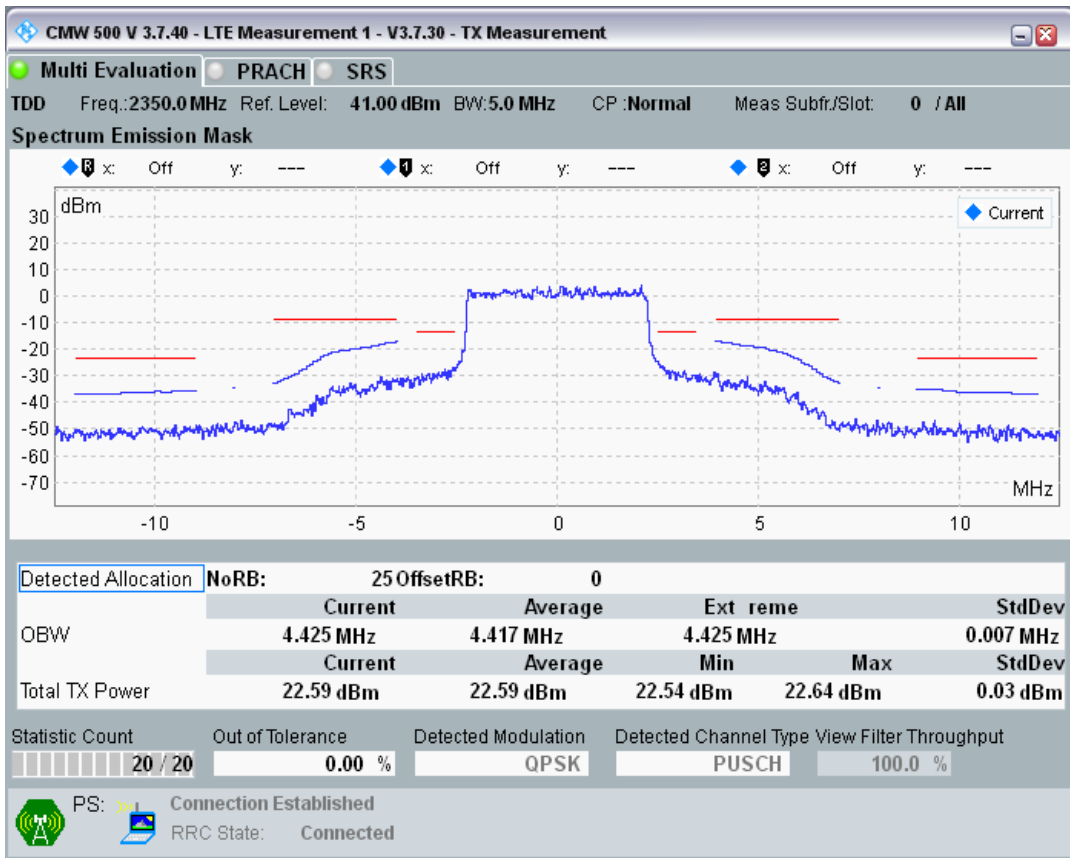 CMW 500 V 3.7.40 - LTE Measurement 1 - V3.7.30 - TX Measurement
Multi Evaluation PRACH SRS
TDD Freq.:2350.0 MHz Ref. Level: 41.00 dBm BW:5.0 MHz CP :Normal Meas Subfr./Slot: 0 / All
Spectrum Emission Mask
R x: Off y: --- 1 x: Off y: --- 2 x: Off y: ---
dBm
Current
30
20
10
0
-10
-20
-30
-40
-50
-60
-70
MHz
-10 -5 0 5 10
Detected Allocation NoRB: 25 OffsetRB: 0
Current Average Ext reme StdDev
OBW 4.425 MHz 4.417 MHz 4.425 MHz 0.007 MHz
Current Average Min Max StdDev
Total TX Power 22.59 dBm 22.59 dBm 22.54 dBm 22.64 dBm 0.03 dBm
Statistic Count Out of Tolerance Detected Modulation Detected Channel Type View Filter Throughput
20 / 20 0.00 % QPSK PUSCH 100.0 %
PS: Connection Established
RRC State: Connected